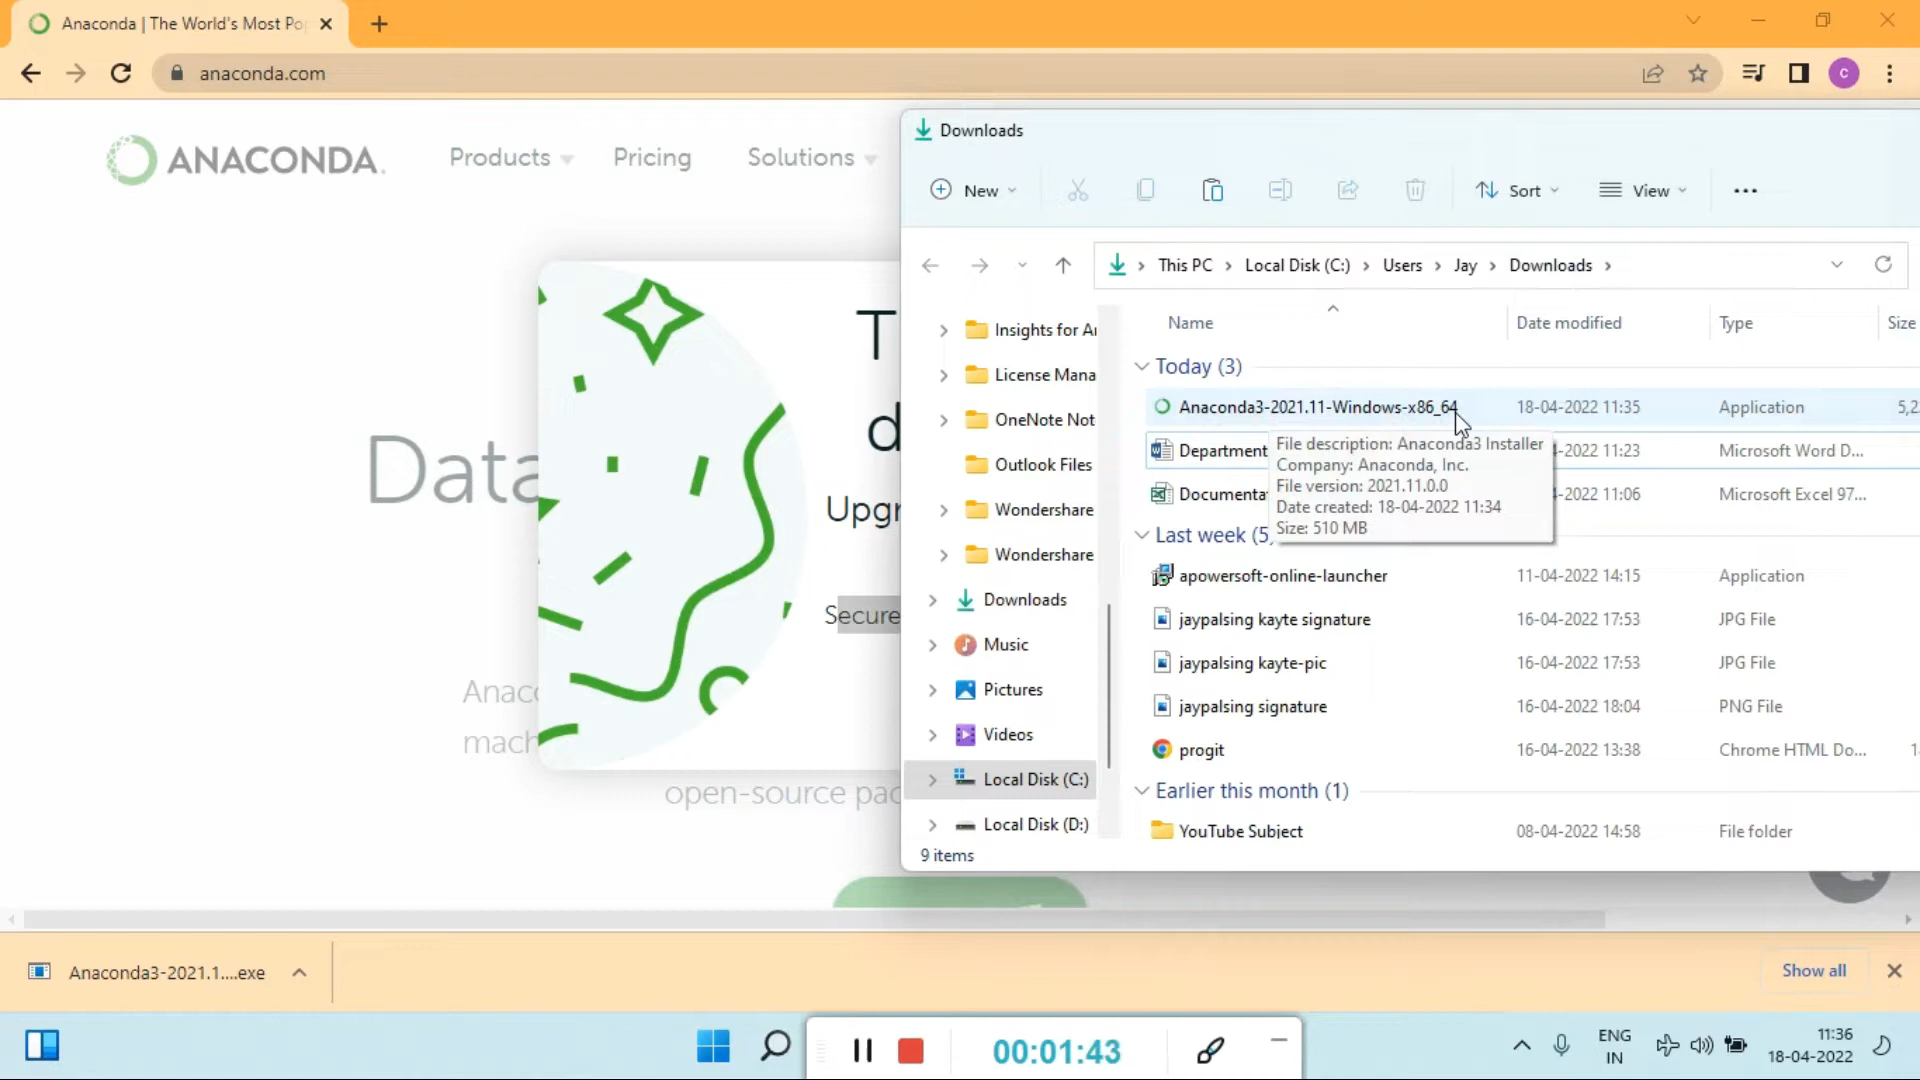 Anaconda | The World's Most Po
anaconda.com
ANACONDA.
Products
Pricing
Solutions
T
d
Data
Upgr
Secure
Anaco
mach
open-source pac
Downloads
New
Sort
View
This PC > Local Disk (C:) > Users > Jay > Downloads >
Insights for Ar
License Mana
OneNote Not
Outlook Files
Wondershare
Wondershare
Downloads
Music
Pictures
Videos
Local Disk (C:)
Local Disk (D:)
Name Date modified Type Size
Today (3)
Anaconda3-2021.11-Windows-x86_64 18-04-2022 11:35 Application 5,2
Department -2022 11:23 Microsoft Word D...
Documenta -2022 11:06 Microsoft Excel 97...
File description: Anaconda3 Installer
Company: Anaconda, Inc.
File version: 2021.11.0.0
Date created: 18-04-2022 11:34
Size: 510 MB
Last week (5)
apowersoft-online-launcher 11-04-2022 14:15 Application
jaypalsing kayte signature 16-04-2022 17:53 JPG File
jaypalsing kayte-pic 16-04-2022 17:53 JPG File
jaypalsing signature 16-04-2022 18:04 PNG File
progit 16-04-2022 13:38 Chrome HTML Do... 1
Earlier this month (1)
YouTube Subject 08-04-2022 14:58 File folder
9 items
Anaconda3-2021.1....exe
Show all
00:01:43
ENG
IN
11:36
18-04-2022